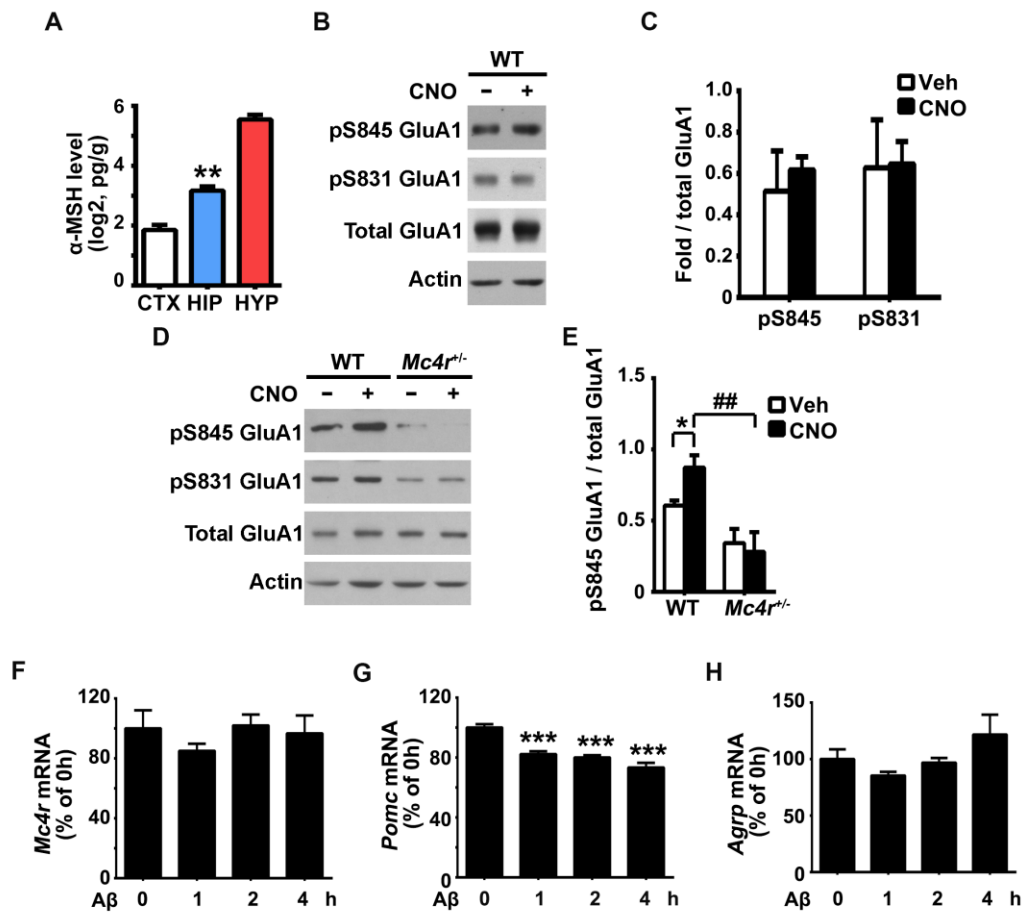 A
α-MSH level
(log2, pg/g)
6
4
2
0
**
CTX HIP HYP
B
WT
CNO - +
pS845 GluA1
pS831 GluA1
Total GluA1
Actin
C
Fold / total GluA1
1.0
0.8
0.6
0.4
0.2
0
Veh
CNO
pS845 pS831
D
WT Mc4r+/-
CNO - + - +
pS845 GluA1
pS831 GluA1
Total GluA1
Actin
E
pS845 GluA1 / total GluA1
1.5
1.0
0.5
0
*
##
Veh
CNO
WT Mc4r+/-
F
Mc4r mRNA
(% of 0h)
120
80
40
0
Aβ 0 1 2 4 h
G
Pomc mRNA
(% of 0h)
120
80
40
0
*** *** ***
Aβ 0 1 2 4 h
H
Agrp mRNA
(% of 0h)
150
100
50
0
Aβ 0 1 2 4 h